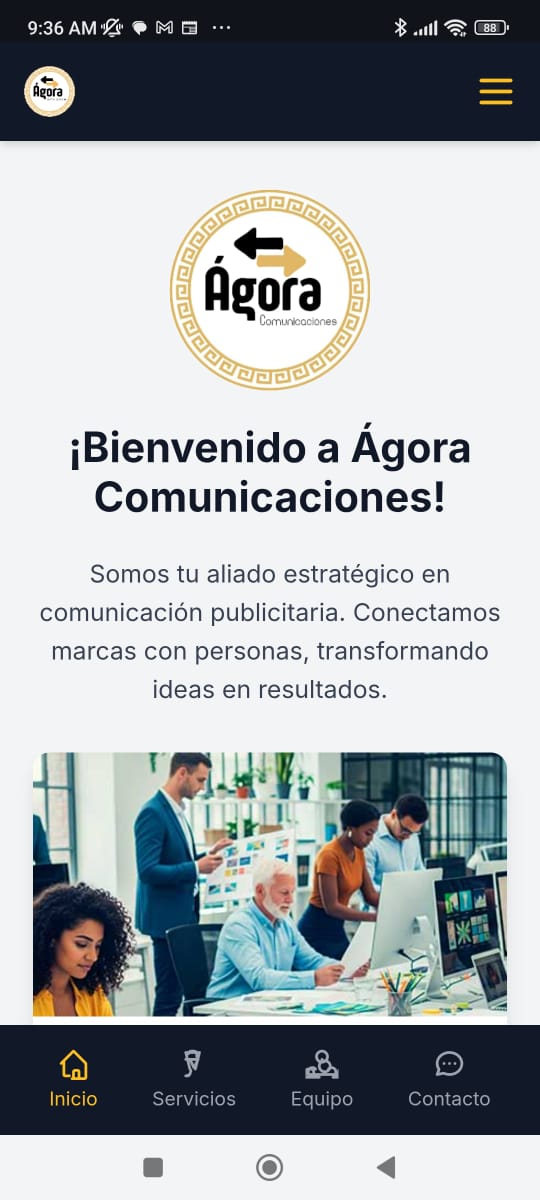 9:36 AM
88
Ágora
Ágora
Comunicaciones
¡Bienvenido a Ágora
Comunicaciones!
Somos tu aliado estratégico en
comunicación publicitaria. Conectamos
marcas con personas, transformando
ideas en resultados.
Inicio
Servicios
Equipo
Contacto